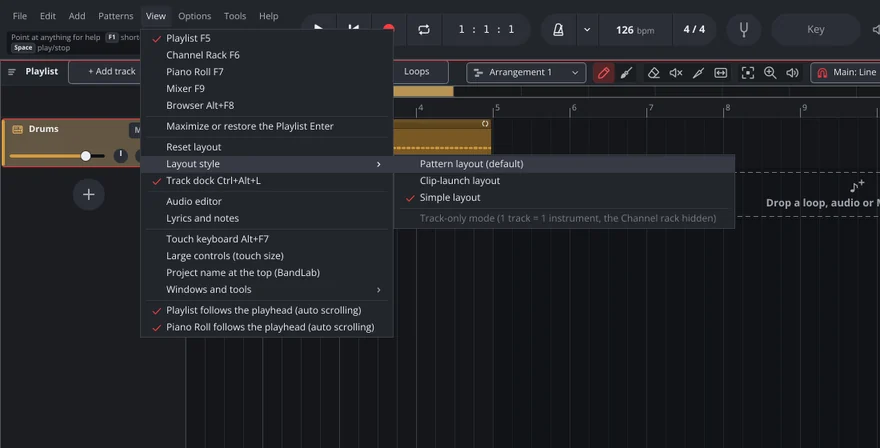 File Edit Add Patterns View Options Tools Help
Point at anything for help F1 short
Space play/stop
1 : 1 : 1
126 bpm
4 / 4
Key
Playlist
+ Add track
Loops
Arrangement 1
Main: Line
4 5 6 7 8 9
Drums
M
Playlist F5
Channel Rack F6
Piano Roll F7
Mixer F9
Browser Alt+F8
Maximize or restore the Playlist Enter
Reset layout
Layout style
Track dock Ctrl+Alt+L
Audio editor
Lyrics and notes
Touch keyboard Alt+F7
Large controls (touch size)
Project name at the top (BandLab)
Windows and tools
Playlist follows the playhead (auto scrolling)
Piano Roll follows the playhead (auto scrolling)
Pattern layout (default)
Clip-launch layout
Simple layout
Track-only mode (1 track = 1 instrument, the Channel rack hidden)
Drop a loop, audio or M